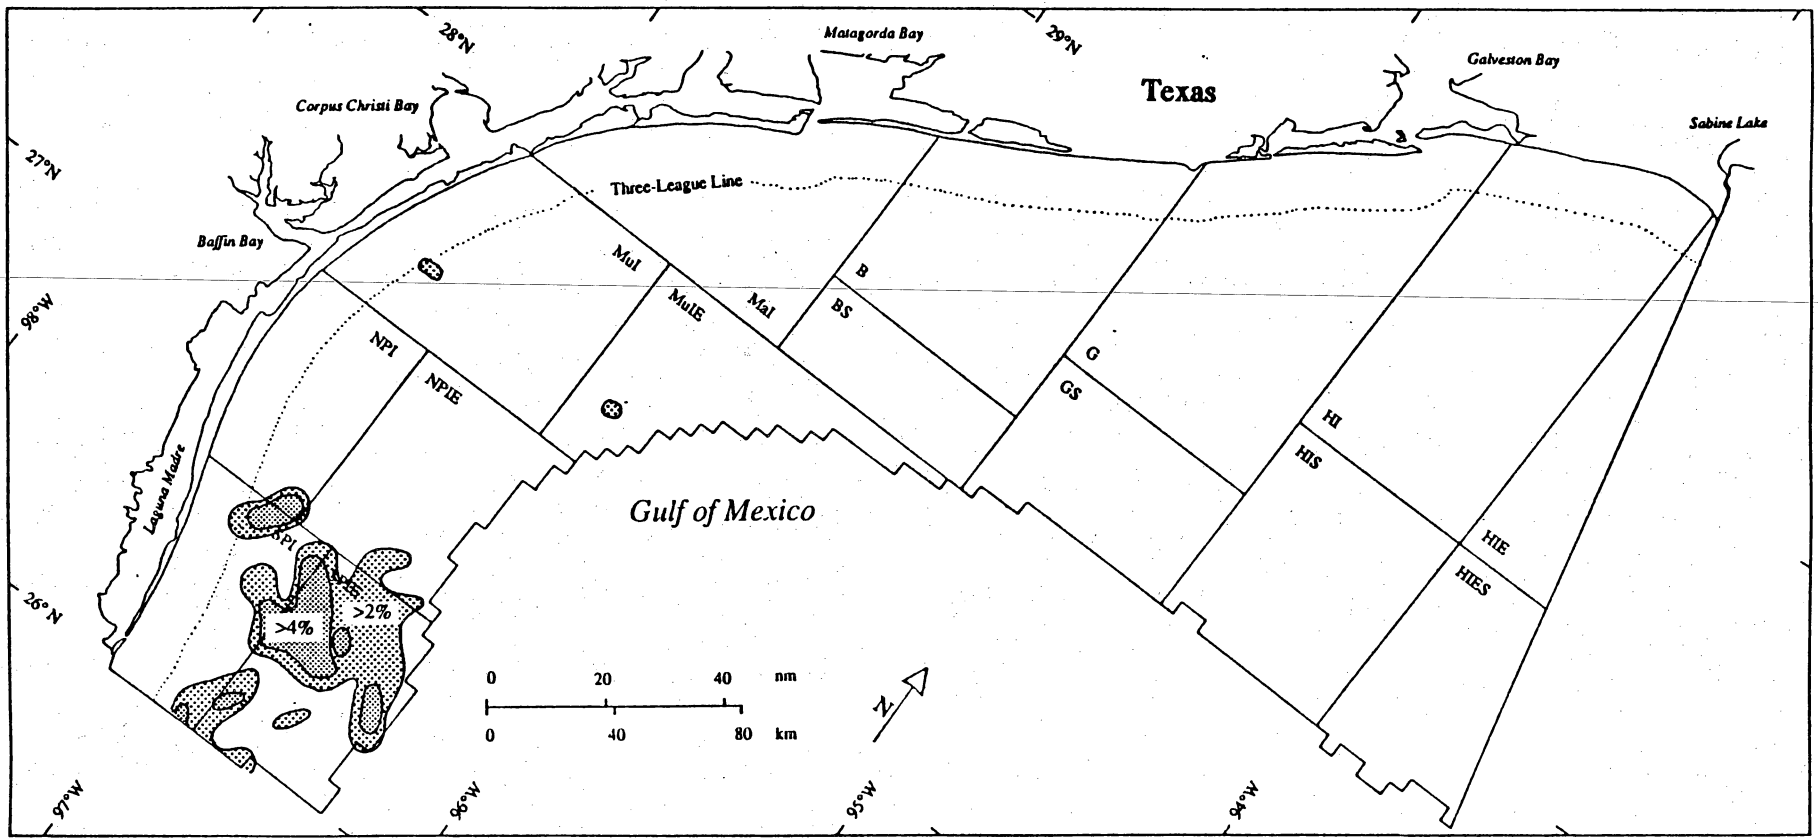 28°N
Matagorda Bay
29°N
Galveston Bay
Texas
Corpus Christi Bay
Sabine Lake
27°N
Three-League Line
Baffin Bay
MuI
B
MuIE
MaI
BS
98°W
NPI
G
NPIE
GS
HI
HIS
Laguna Madre
Gulf of Mexico
SPI
HIE
HIES
26°N
>2%
>4%
0 20 40 nm
0 40 80 km
N
97°W
96°W
95°W
94°W